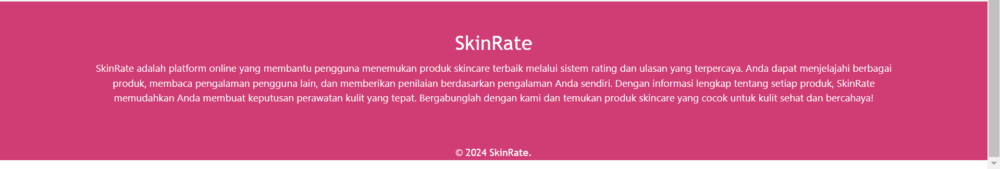 SkinRate
SkinRate adalah platform online yang membantu pengguna menemukan produk skincare terbaik melalui sistem rating dan ulasan yang terpercaya. Anda dapat menjelajahi berbagai
produk, membaca pengalaman pengguna lain, dan memberikan penilaian berdasarkan pengalaman Anda sendiri. Dengan informasi lengkap tentang setiap produk, SkinRate
memudahkan Anda membuat keputusan perawatan kulit yang tepat. Bergabunglah dengan kami dan temukan produk skincare yang cocok untuk kulit sehat dan bercahaya!
© 2024 SkinRate.